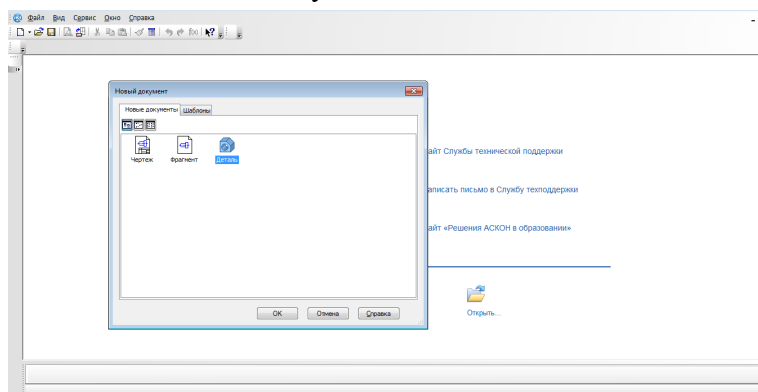 Файл Вид Сервис Окно Справка
Новый документ
Новые документы Шаблоны
Чертеж Фрагмент Деталь
айт Службы технической поддержки
аписать письмо в Службу техподдержки
айт «Решения АСКОН в образовании»
ОК Отмена Справка
Открыть...